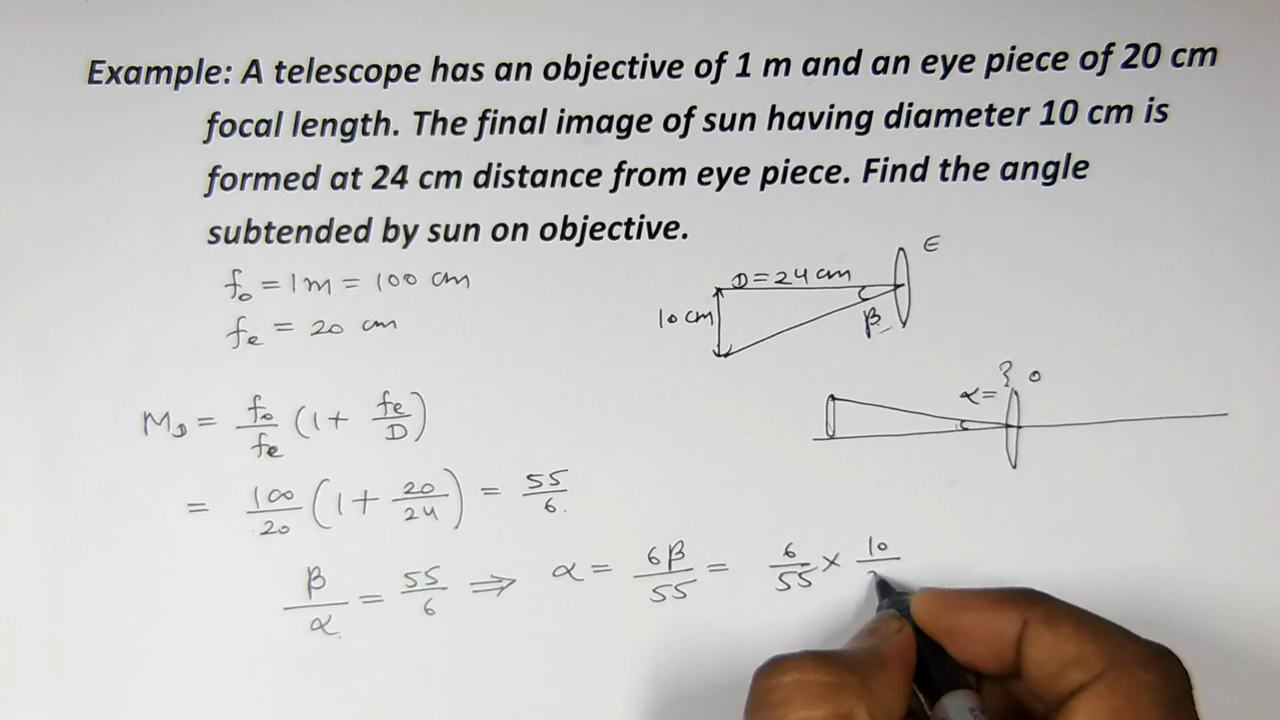 Example: A telescope has an objective of 1 m and an eye piece of 20 cm
focal length. The final image of sun having diameter 10 cm is
formed at 24 cm distance from eye piece. Find the angle
subtended by sun on objective.
E
D=24 cm
f₀ = 1m = 100 cm
10 cm
β
fₑ = 20 cm
α = ? O
M_D = f₀/fₑ (1 + fₑ/D)
= 100/20 (1 + 20/24) = 55/6
β/α = 55/6 ⇒ α = 6β/55 = 6/55 × 10/